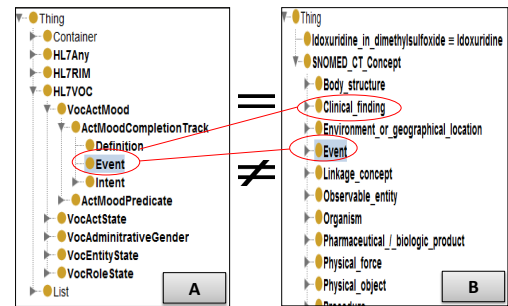 Thing
Container
HL7Any
HL7RIM
HL7VOC
VocActMood
ActMoodCompletionTrack
Definition
Event
Intent
ActMoodPredicate
VocActState
VocAdminitrativeGender
VocEntityState
VocRoleState
List
A
=
≠
Thing
Idoxuridine_in_dimethylsulfoxide ≡ Idoxuridine
SNOMED_CT_Concept
Body_structure
Clinical_finding
Environment_or_geographical_location
Event
Linkage_concept
Observable_entity
Organism
Pharmaceutical_/_biologic_product
Physical_force
Physical_object
B